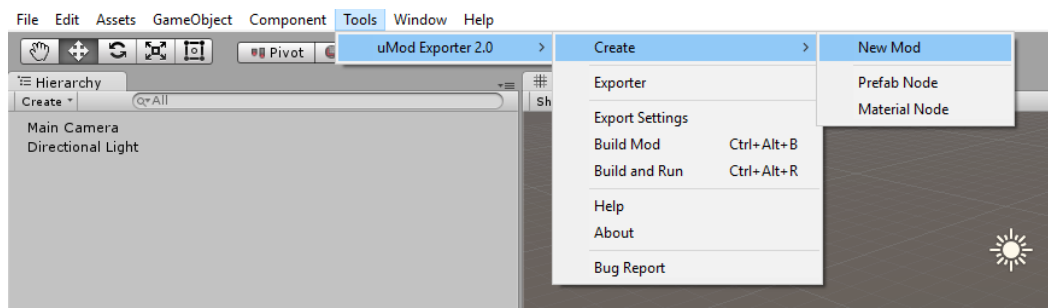 File Edit Assets GameObject Component Tools Window Help
Pivot
uMod Exporter 2.0
Create
New Mod
Hierarchy
Exporter
Prefab Node
Create
All
Sh
Export Settings
Material Node
Main Camera
Build Mod Ctrl+Alt+B
Directional Light
Build and Run Ctrl+Alt+R
Help
About
Bug Report